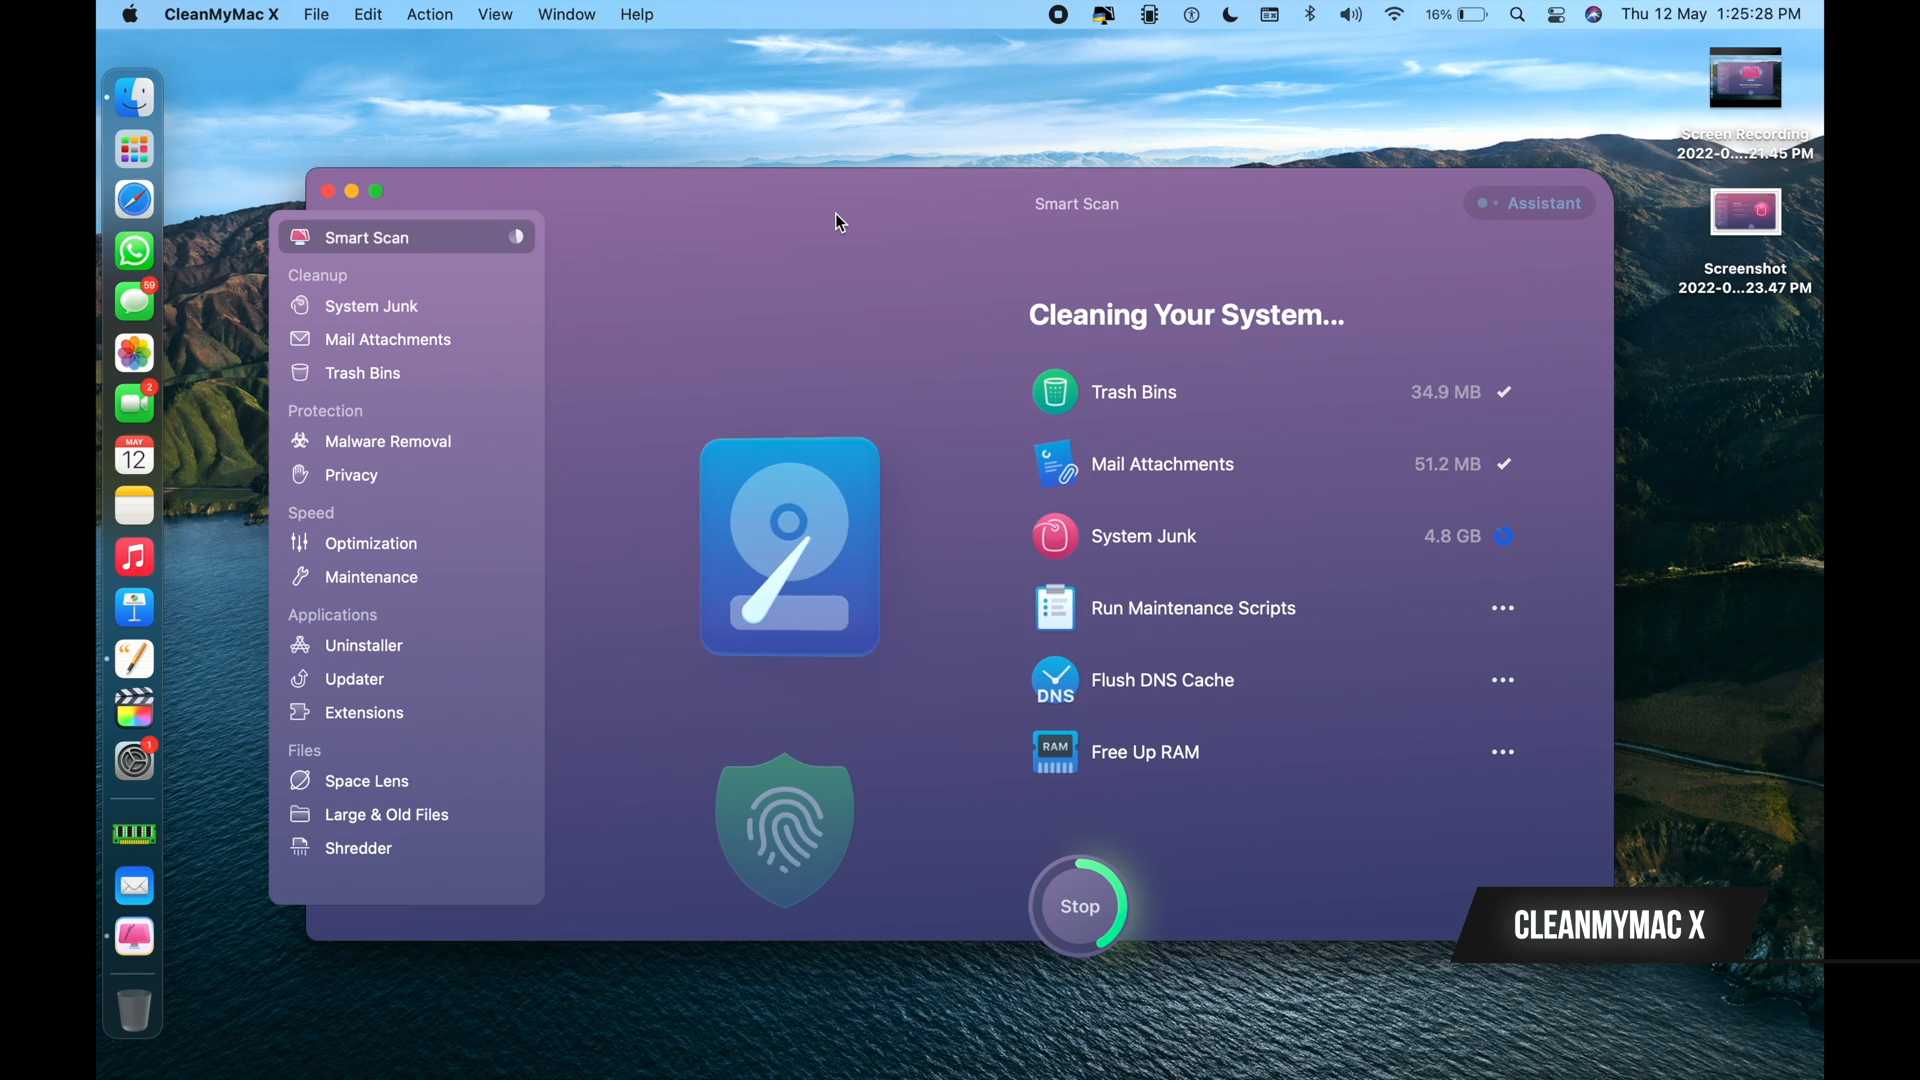 CleanMyMac X File Edit Action View Window Help
16% Thu 12 May 1:25:28 PM
Screen Recording
2022-0....21.45 PM
Screenshot
2022-0...23.47 PM
59
2
MAY
12
1
Smart Scan
Assistant
Smart Scan
Cleanup
System Junk
Mail Attachments
Trash Bins
Protection
Malware Removal
Privacy
Speed
Optimization
Maintenance
Applications
Uninstaller
Updater
Extensions
Files
Space Lens
Large & Old Files
Shredder
Cleaning Your System...
Trash Bins 34.9 MB
Mail Attachments 51.2 MB
System Junk 4.8 GB
Run Maintenance Scripts
DNS Flush DNS Cache
RAM Free Up RAM
Stop
CLEANMYMAC X